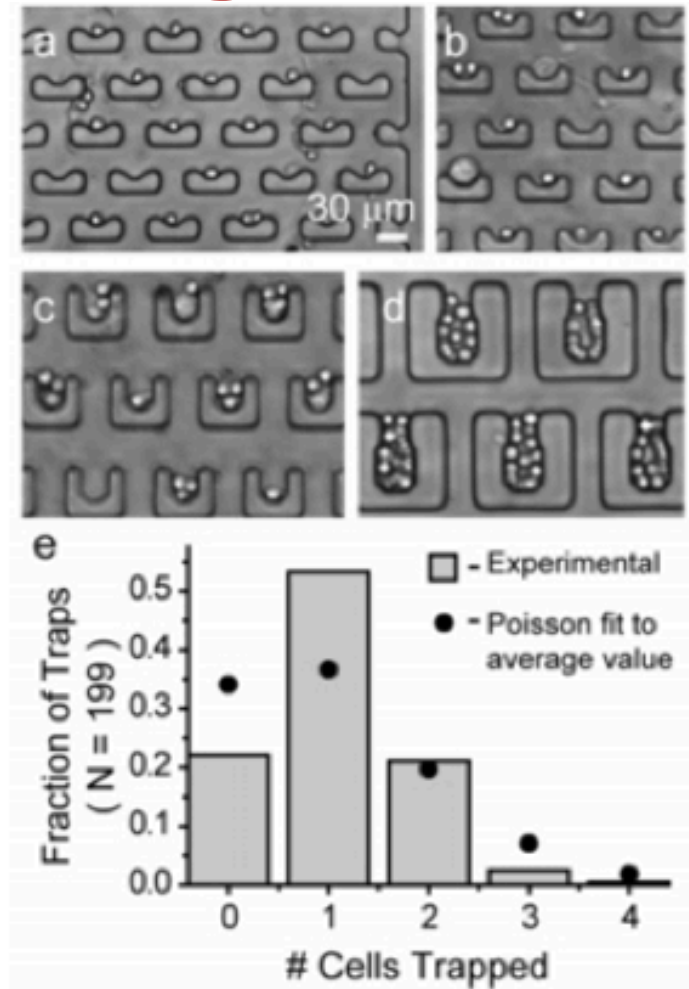 a
b
30 μm
c
d
e
Fraction of Traps
( N = 199 )
0.5
0.4
0.3
0.2
0.1
0.0
- Experimental
- Poisson fit to
average value
0 1 2 3 4
# Cells Trapped